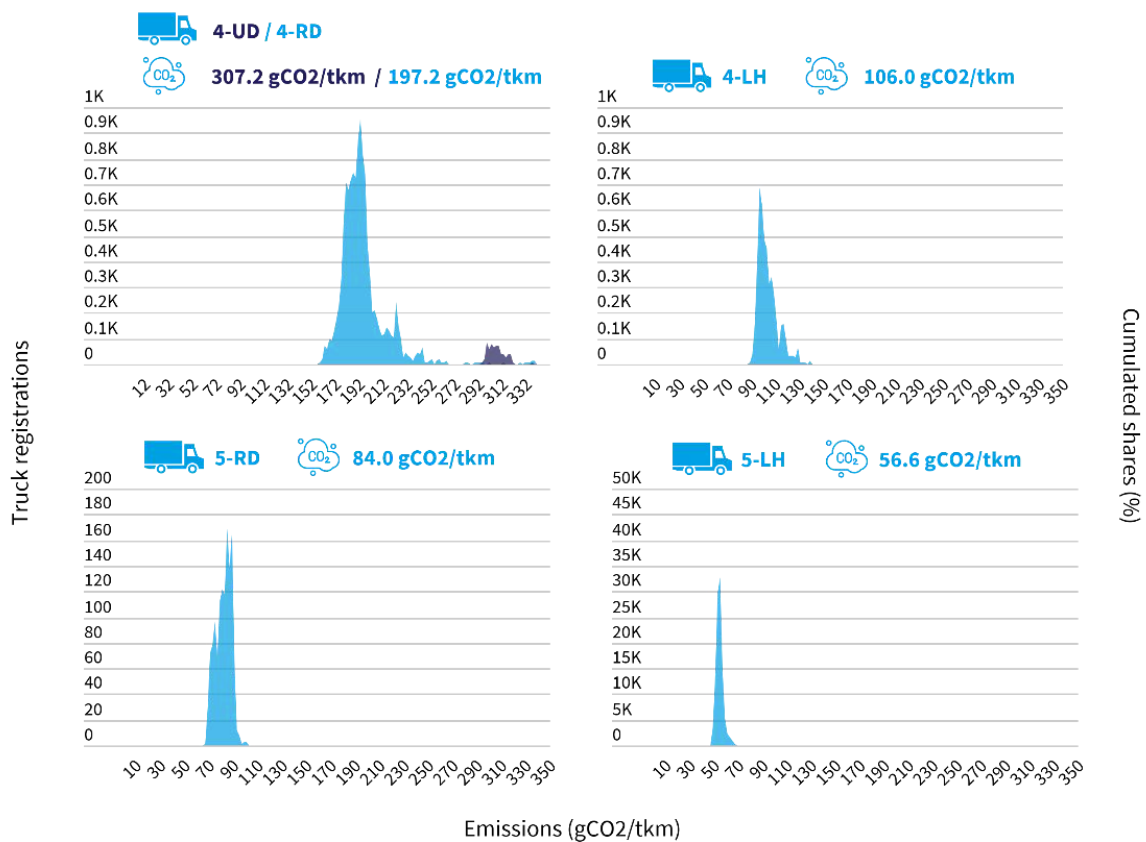 4-UD / 4-RD
CO2 307.2 gCO2/tkm / 197.2 gCO2/tkm
1K
0.9K
0.8K
0.7K
0.6K
0.5K
0.4K
0.3K
0.2K
0.1K
0
12 32 52 72 92 112 132 152 172 192 212 232 252 272 292 312 332
4-LH CO2 106.0 gCO2/tkm
1K
0.9K
0.8K
0.7K
0.6K
0.5K
0.4K
0.3K
0.2K
0.1K
0
10 30 50 70 90 110 130 150 170 190 210 230 250 270 290 310 330 350
Truck registrations
Cumulated shares (%)
5-RD CO2 84.0 gCO2/tkm
200
180
160
140
120
100
80
60
40
20
0
10 30 50 70 90 110 130 150 170 190 210 230 250 270 290 310 330 350
5-LH CO2 56.6 gCO2/tkm
50K
45K
40K
35K
30K
25K
20K
15K
10K
5K
0
10 30 50 70 90 110 130 150 170 190 210 230 250 270 290 310 330 350
Emissions (gCO2/tkm)